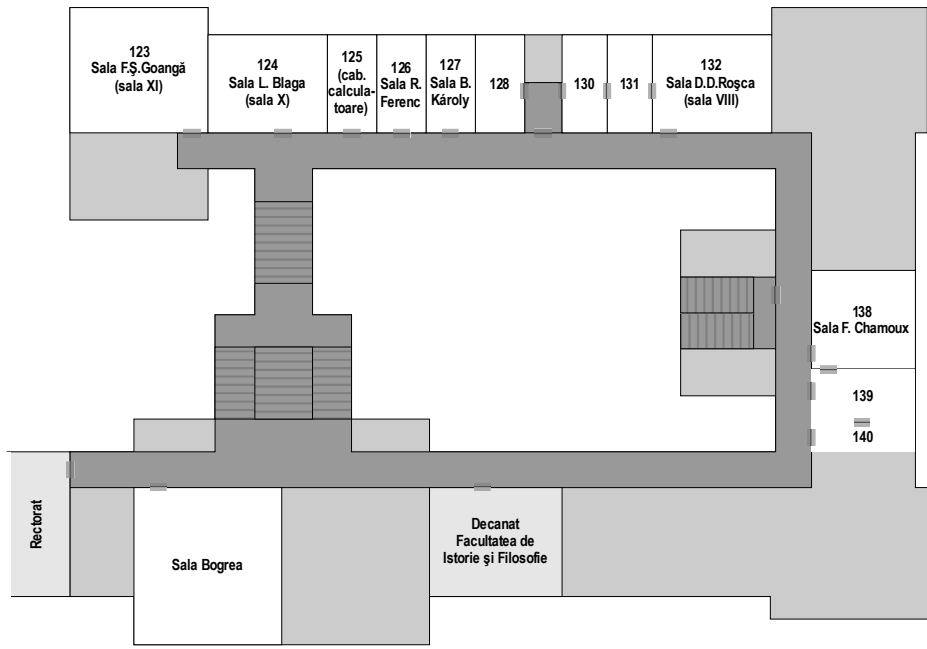 123
Sala F.Ş.Goangă
(sala XI)
124
Sala L. Blaga
(sala X)
125
(cab.
calcula-
toare)
126
Sala R.
Ferenc
127
Sala B.
Károly
128
130
131
132
Sala D.D.Roşca
(sala VIII)
138
Sala F. Chamoux
139
140
Rectorat
Sala Bogrea
Decanat
Facultatea de
Istorie şi Filosofie